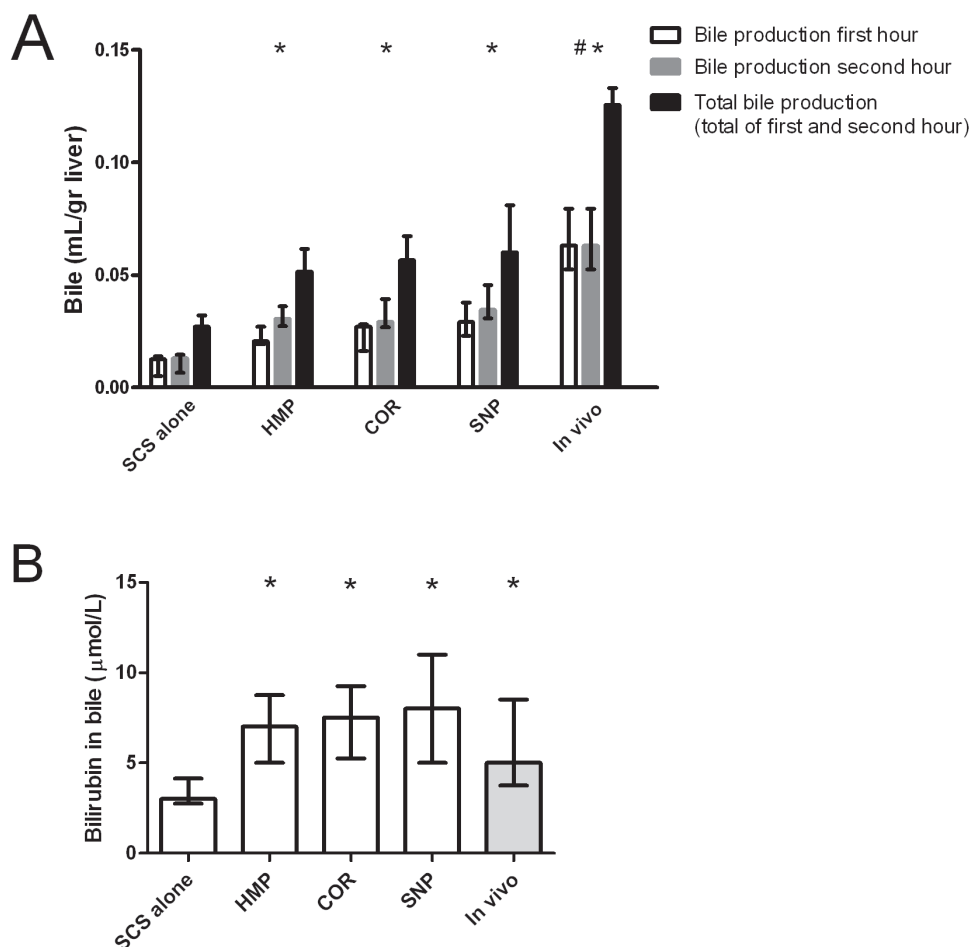 A
0.15
0.10
0.05
0.00
Bile (mL/gr liver)
* * * # *
Bile production first hour
Bile production second hour
Total bile production
(total of first and second hour)
SCS alone
HMP
COR
SNP
In vivo
B
15
10
5
0
Bilirubin in bile (μmol/L)
* * * *
SCS alone
HMP
COR
SNP
In vivo